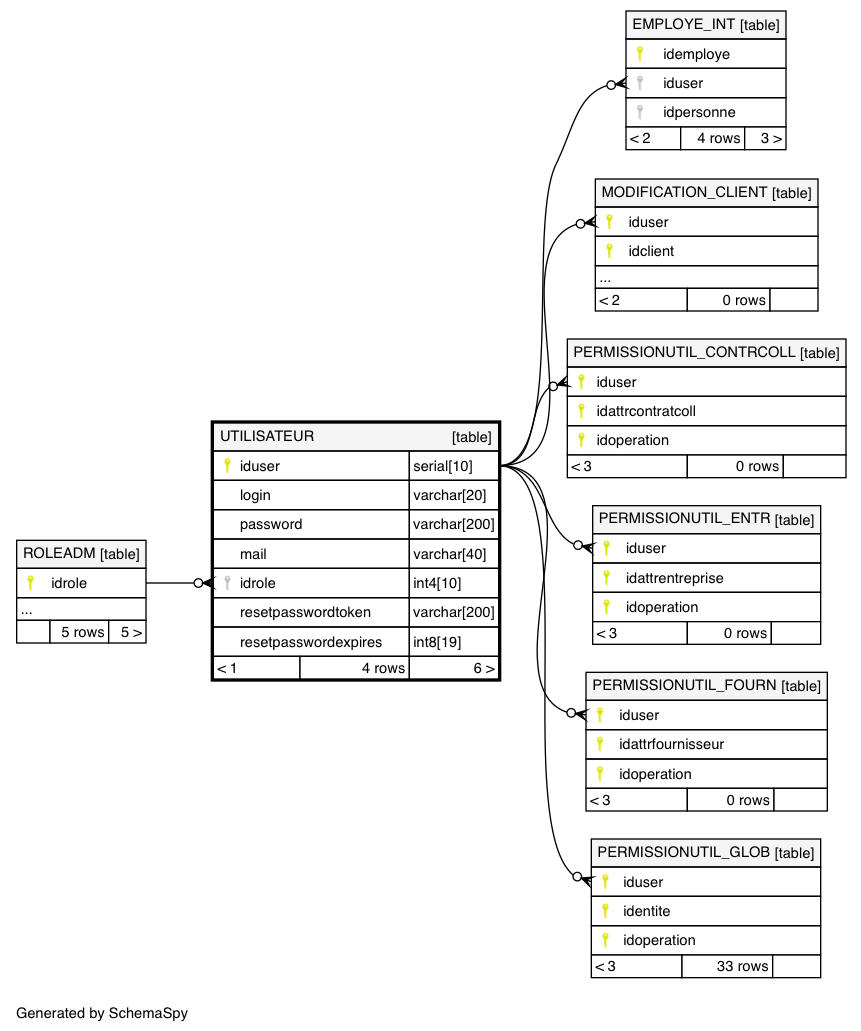 EMPLOYE_INT [table]
idemploye
iduser
idpersonne
< 2 4 rows 3 >
MODIFICATION_CLIENT [table]
iduser
idclient
...
< 2 0 rows
PERMISSIONUTIL_CONTRCOLL [table]
iduser
idattrcontratcoll
idoperation
< 3 0 rows
UTILISATEUR [table]
iduser serial[10]
login varchar[20]
password varchar[200]
mail varchar[40]
idrole int4[10]
resetpasswordtoken varchar[200]
resetpasswordexpires int8[19]
< 1 4 rows 6 >
ROLEADM [table]
idrole
...
5 rows 5 >
PERMISSIONUTIL_ENTR [table]
iduser
idattrentreprise
idoperation
< 3 0 rows
PERMISSIONUTIL_FOURN [table]
iduser
idattrfournisseur
idoperation
< 3 0 rows
PERMISSIONUTIL_GLOB [table]
iduser
identite
idoperation
< 3 33 rows
Generated by SchemaSpy